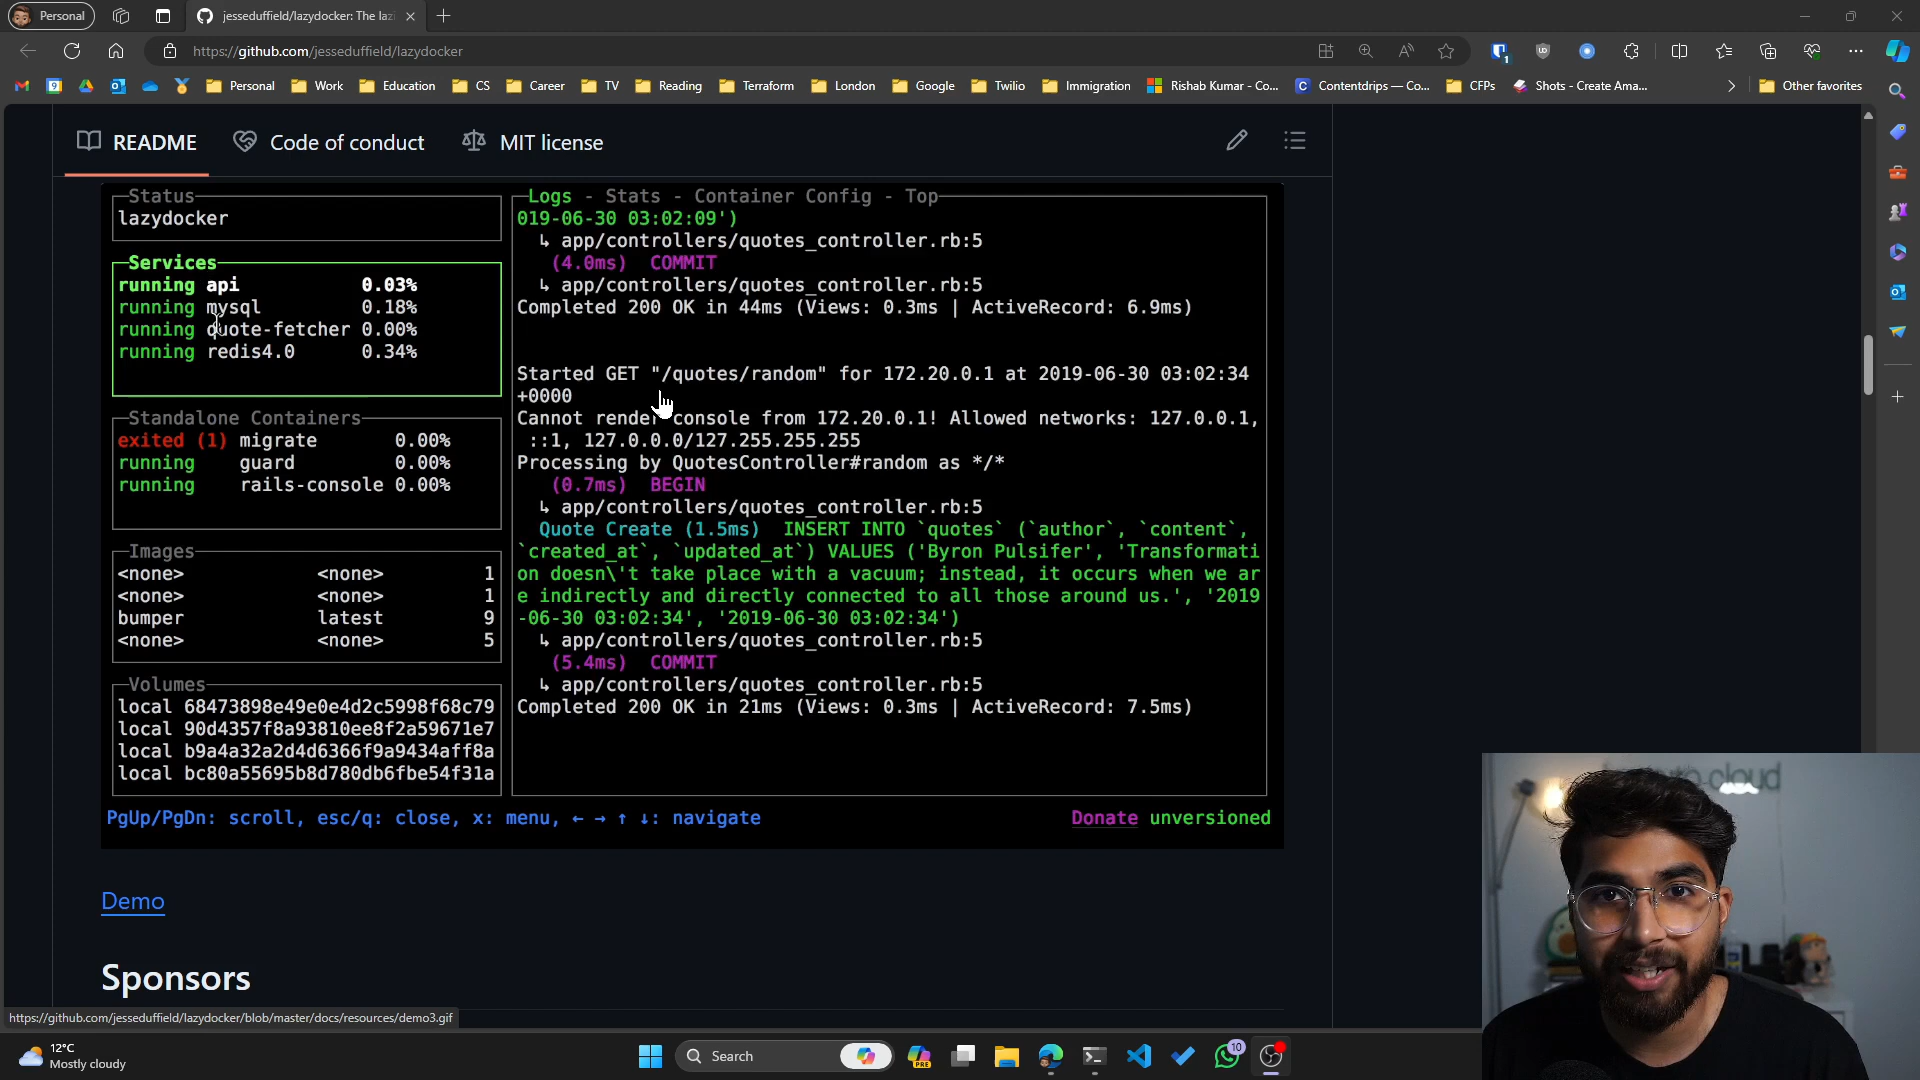 Personal
jesseduffield/lazydocker: The laz
https://github.com/jesseduffield/lazydocker
Personal Work Education CS Career TV Reading Terraform London Google Twilio Immigration Rishab Kumar - Co... Contentdrips — Co... CFPs Shots - Create Ama... Other favorites
README Code of conduct MIT license
Status
lazydocker
Services
running api 0.03%
running mysql 0.18%
running quote-fetcher 0.00%
running redis4.0 0.34%
Standalone Containers
exited (1) migrate 0.00%
running guard 0.00%
running rails-console 0.00%
Images
<none> <none> 1
<none> <none> 1
bumper latest 9
<none> <none> 5
Volumes
local 68473898e49e0e4d2c5998f68c79
local 90d4357f8a93810ee8f2a59671e7
local b9a4a32a2d4d6366f9a9434aff8a
local bc80a55695b8d780db6fbe54f31a
Logs - Stats - Container Config - Top
019-06-30 03:02:09')
↳ app/controllers/quotes_controller.rb:5
(4.0ms) COMMIT
↳ app/controllers/quotes_controller.rb:5
Completed 200 OK in 44ms (Views: 0.3ms | ActiveRecord: 6.9ms)
Started GET "/quotes/random" for 172.20.0.1 at 2019-06-30 03:02:34
+0000
Cannot render console from 172.20.0.1! Allowed networks: 127.0.0.1,
::1, 127.0.0.0/127.255.255.255
Processing by QuotesController#random as */*
(0.7ms) BEGIN
↳ app/controllers/quotes_controller.rb:5
Quote Create (1.5ms) INSERT INTO `quotes` (`author`, `content`,
`created_at`, `updated_at`) VALUES ('Byron Pulsifer', 'Transformati
on doesn\'t take place with a vacuum; instead, it occurs when we ar
e indirectly and directly connected to all those around us.', '2019
-06-30 03:02:34', '2019-06-30 03:02:34')
↳ app/controllers/quotes_controller.rb:5
(5.4ms) COMMIT
↳ app/controllers/quotes_controller.rb:5
Completed 200 OK in 21ms (Views: 0.3ms | ActiveRecord: 7.5ms)
PgUp/PgDn: scroll, esc/q: close, x: menu, ← → ↑ ↓: navigate
Donate unversioned
Demo
Sponsors
https://github.com/jesseduffield/lazydocker/blob/master/docs/resources/demo3.gif
12°C
Mostly cloudy
Search
PRE
10